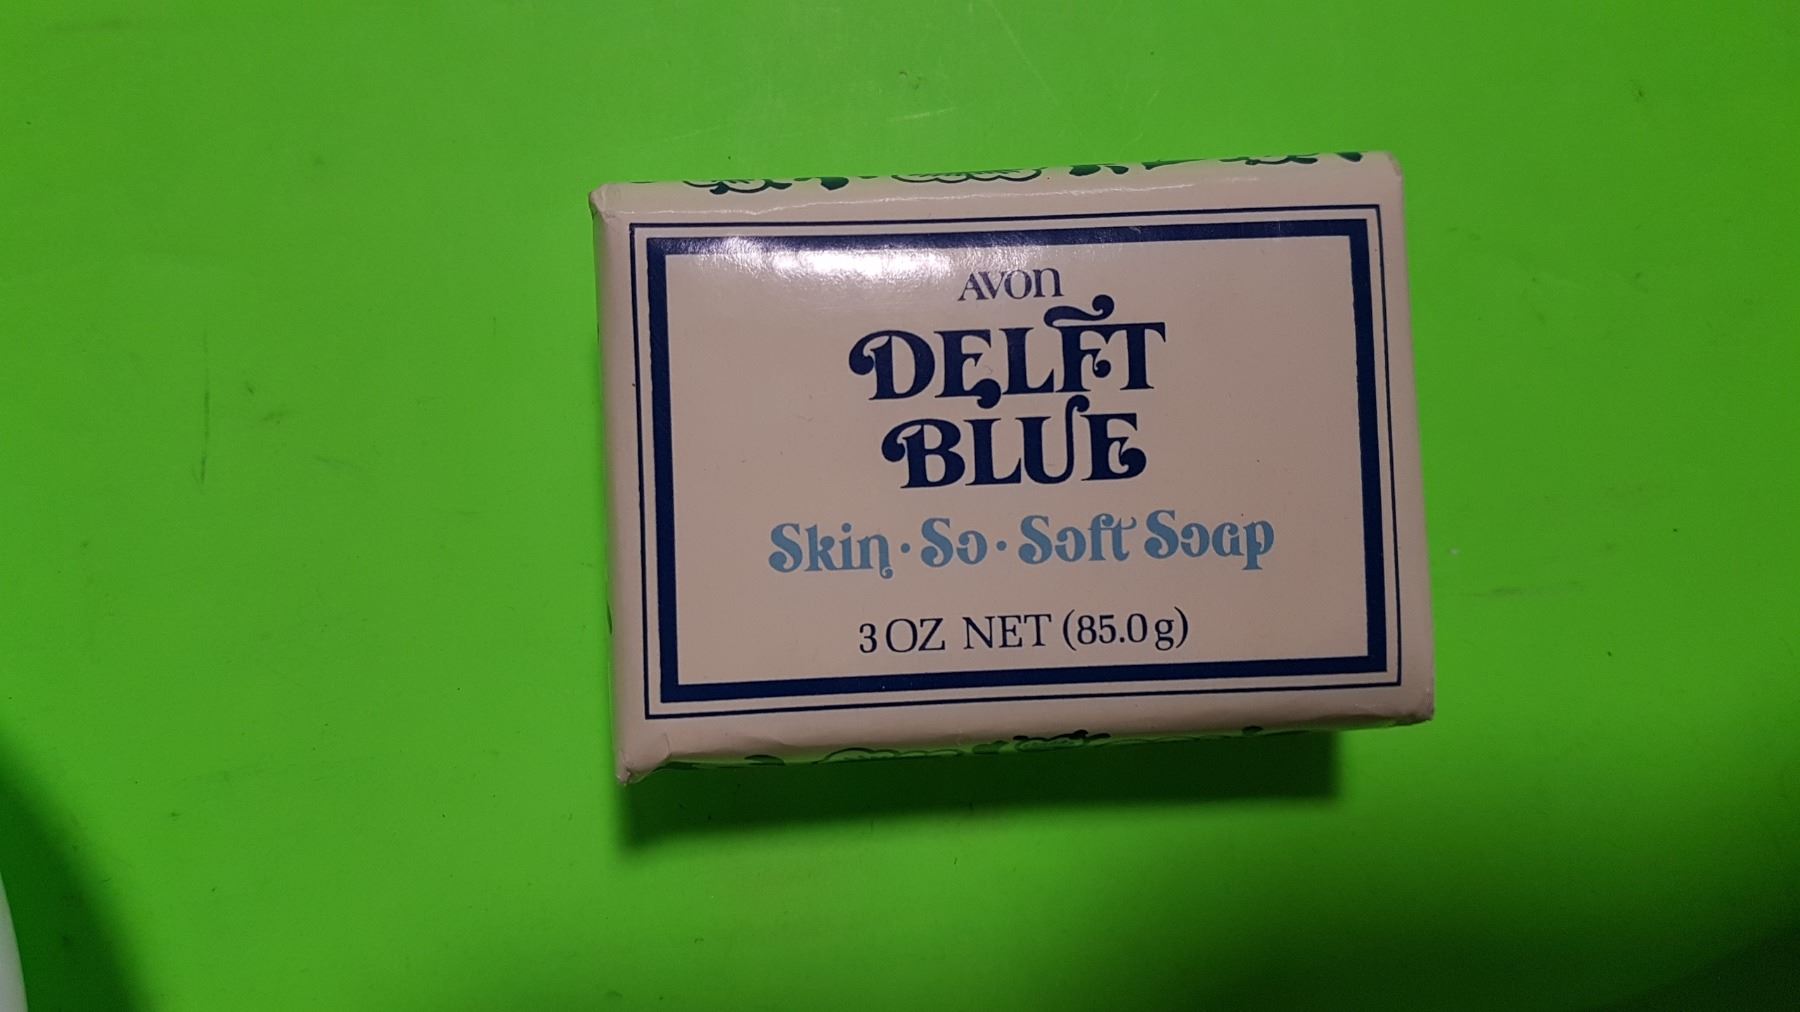 AVON
DELFT
BLUE
Skin·So·Soft Soap
3 OZ NET (85.0 g)